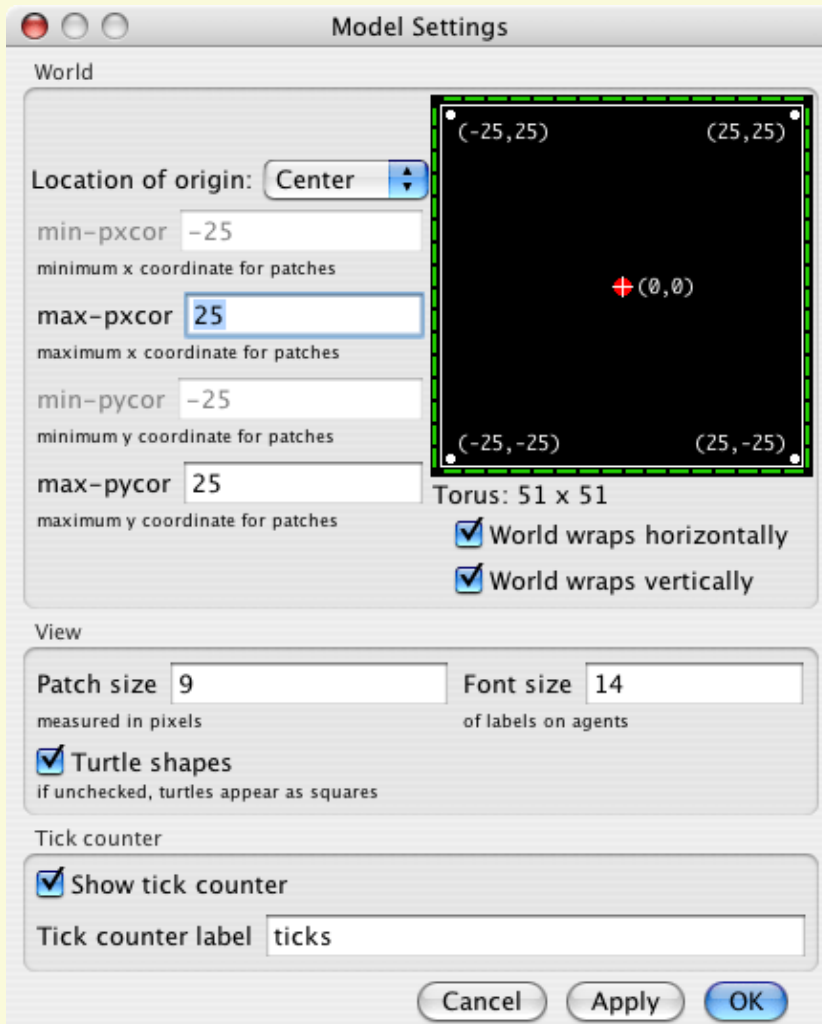 Model Settings
World
Location of origin: Center
min-pxcor -25
minimum x coordinate for patches
max-pxcor 25
maximum x coordinate for patches
min-pycor -25
minimum y coordinate for patches
max-pycor 25
maximum y coordinate for patches
(-25,25) (25,25)
(0,0)
(-25,-25) (25,-25)
Torus: 51 x 51
World wraps horizontally
World wraps vertically
View
Patch size 9
measured in pixels
Font size 14
of labels on agents
Turtle shapes
if unchecked, turtles appear as squares
Tick counter
Show tick counter
Tick counter label ticks
Cancel Apply OK